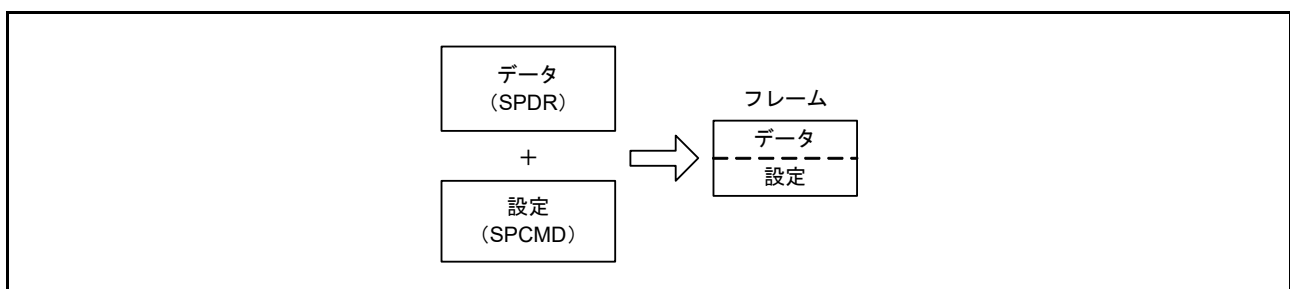 データ
（SPDR）
＋
設定
（SPCMD）
フレーム
データ
設定